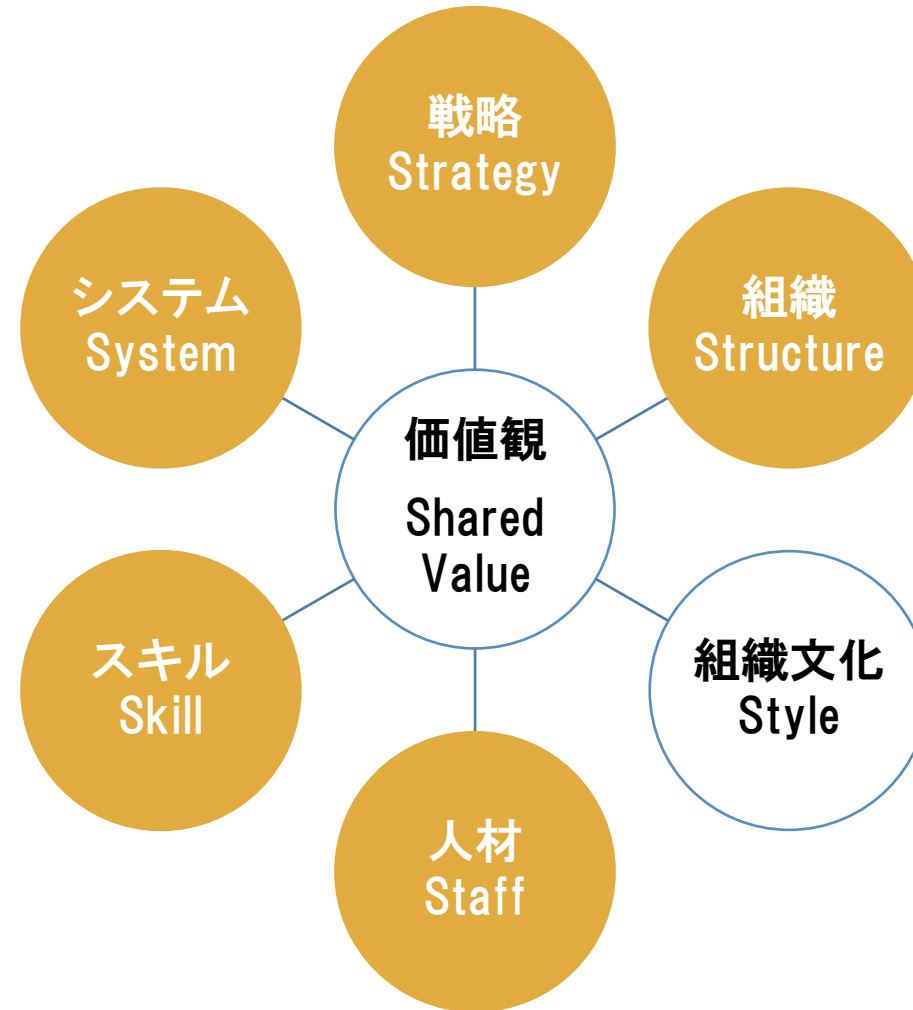 戦略
Strategy
システム
System
組織
Structure
価値観
Shared
Value
スキル
Skill
組織文化
Style
人材
Staff